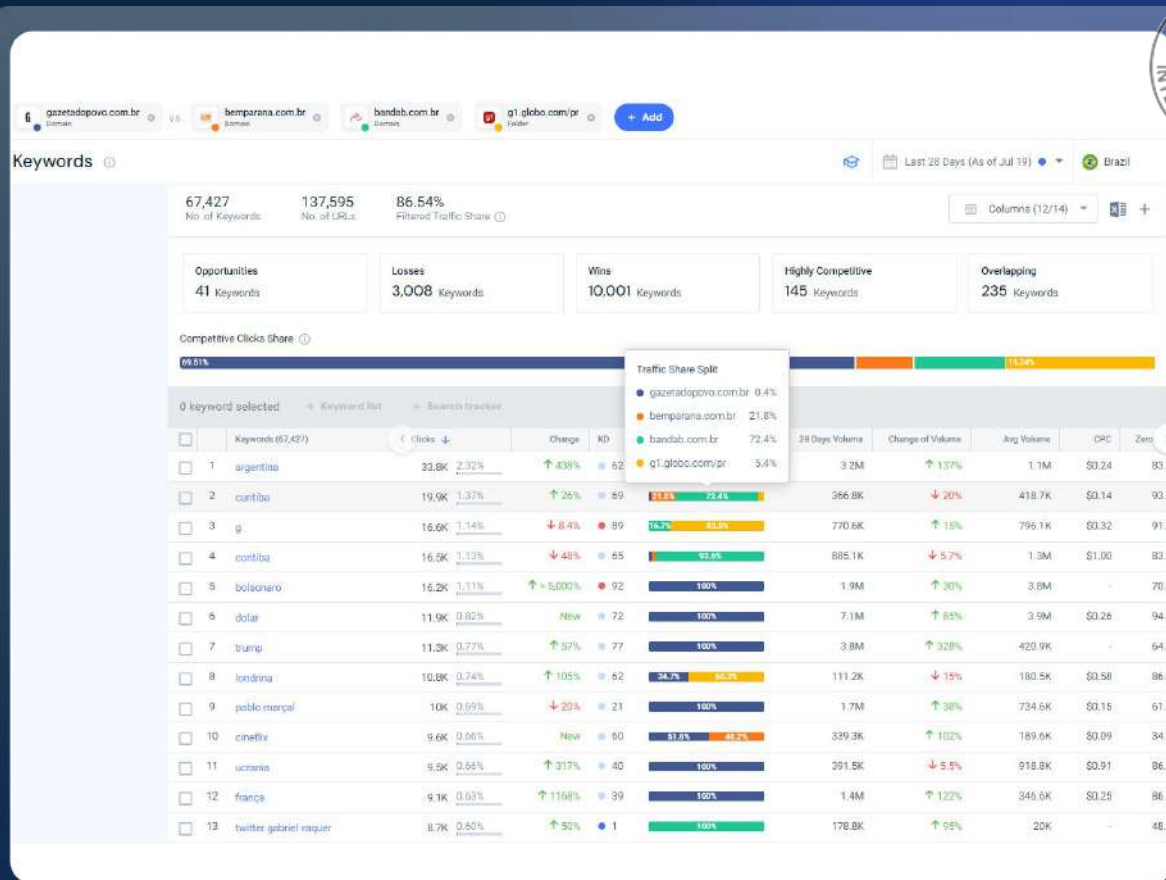 gazetadopovo.com.br vs. bemparana.com.br bandab.com.br g1.globo.com/pr + Add
Domain Domain Domain Folder
Keywords Last 28 Days (As of Jul 19) Brazil
67,427 137,595 86.54%
No. of Keywords No. of URLs Filtered Traffic Share Columns (12/14)
Opportunities Losses Wins Highly Competitive Overlapping
41 Keywords 3,008 Keywords 10,001 Keywords 145 Keywords 235 Keywords
Competitive Clicks Share
69.51% 15.24%
Traffic Share Split
gazetadopovo.com.br 0.4%
bemparana.com.br 21.8%
bandab.com.br 72.4%
g1.globo.com/pr 5.4%
0 keyword selected + Keyword list + Search tracker
Keywords (67,427) Clicks Change KD 28 Days Volume Change of Volume Avg Volume CPC Zero
1 argentina 33.8K 2.32% ↑ 438% 62 3.2M ↑ 137% 1.1M $0.24 83.
2 curitiba 19.9K 1.37% ↑ 26% 69 21.8% 72.4% 366.8K ↓ 20% 418.7K $0.14 93.
3 g 16.6K 1.14% ↓ 8.4% 89 16.7% 83.3% 770.6K ↑ 15% 796.1K $0.32 91.
4 coritiba 16.5K 1.13% ↓ 48% 65 93.8% 885.1K ↓ 5.7% 1.3M $1.00 83.
5 bolsonaro 16.2K 1.11% ↑ > 5,000% 92 100% 1.9M ↑ 30% 3.8M - 70.
6 dolar 11.9K 0.82% New 72 100% 7.1M ↑ 85% 3.9M $0.26 94.
7 trump 11.3K 0.77% ↑ 57% 77 100% 3.8M ↑ 328% 420.9K - 64.
8 londrina 10.8K 0.74% ↑ 105% 62 34.7% 65.3% 111.2K ↓ 15% 180.5K $0.58 86.
9 pablo marçal 10K 0.69% ↓ 20% 21 100% 1.7M ↑ 38% 734.6K $0.15 61.
10 cineflix 9.6K 0.66% New 60 51.8% 48.2% 339.3K ↑ 102% 189.6K $0.09 34.
11 ucrania 9.5K 0.66% ↑ 317% 40 100% 391.5K ↓ 5.5% 918.8K $0.91 86.
12 frança 9.1K 0.63% ↑ 1168% 39 100% 1.4M ↑ 122% 346.6K $0.25 86.
13 twitter gabriel vaquer 8.7K 0.60% ↑ 50% 1 100% 178.8K ↑ 95% 20K - 48.